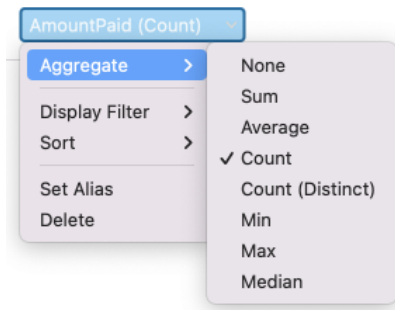 AmountPaid (Count)
Aggregate
Display Filter
Sort
Set Alias
Delete
None
Sum
Average
Count
Count (Distinct)
Min
Max
Median